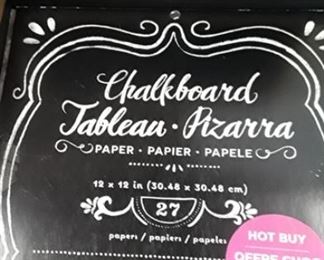 Chalkboard
Tableau • Pizarra
PAPER • PAPIER • PAPELE
12 x 12 in (30.48 x 30.48 cm)
27
papers / papiers / papeles
HOT BUY